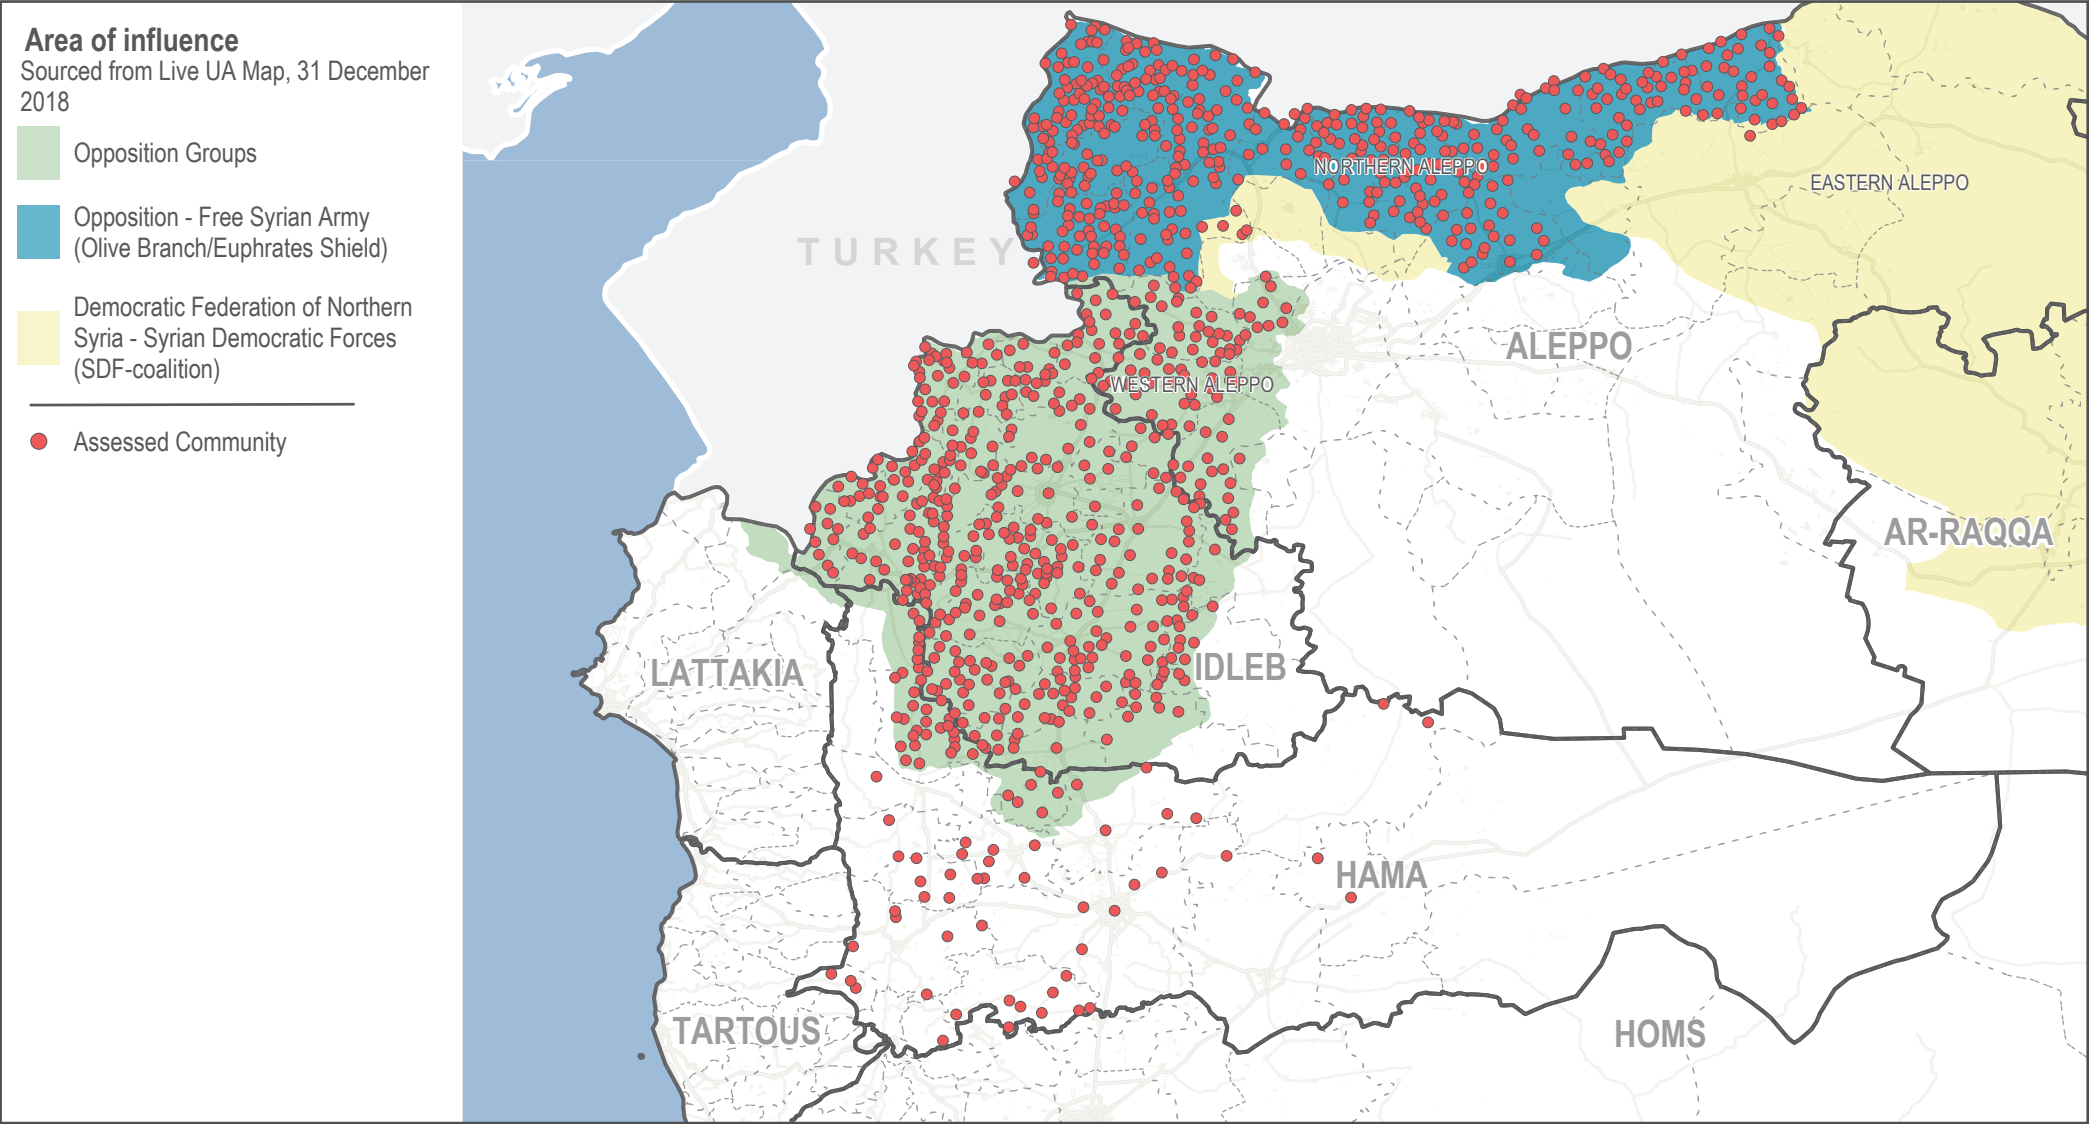 Area of influence
Sourced from Live UA Map, 31 December
2018
Opposition Groups
Opposition - Free Syrian Army
(Olive Branch/Euphrates Shield)
Democratic Federation of Northern
Syria - Syrian Democratic Forces
(SDF-coalition)
Assessed Community
NORTHERN ALEPPO
EASTERN ALEPPO
TURKEY
ALEPPO
WESTERN ALEPPO
AR-RAQQA
LATTAKIA
IDLEB
HAMA
TARTOUS
HOMS